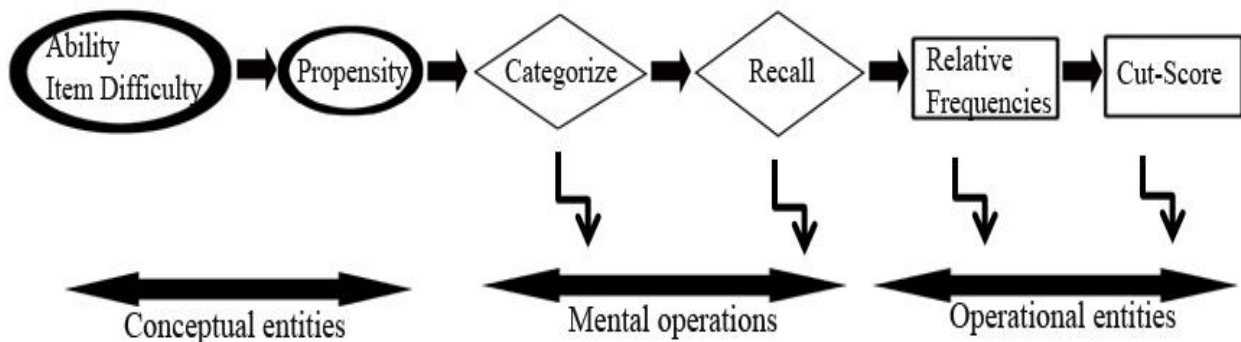 Ability
Item Difficulty
Propensity
Categorize
Recall
Relative
Frequencies
Cut-Score
Conceptual entities
Mental operations
Operational entities